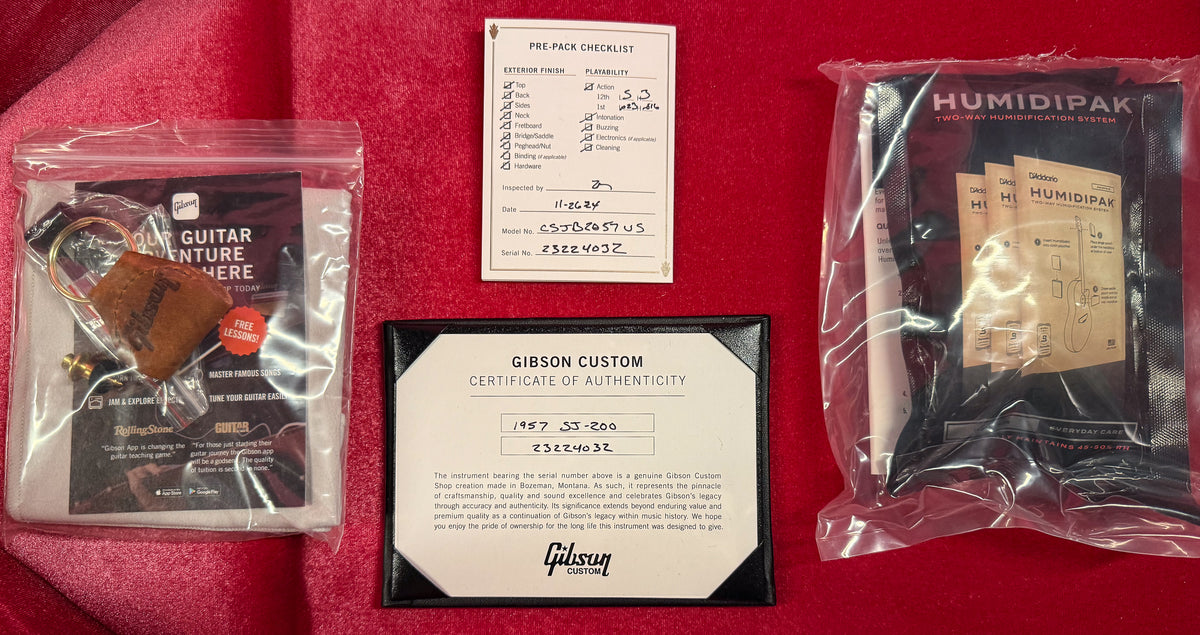 PRE-PACK CHECKLIST
EXTERIOR FINISH
Top
Back
Sides
Neck
Fretboard
Bridge/Saddle
Peghead/Nut
Binding (if applicable)
Hardware
PLAYABILITY
Action
12th
1st
Intonation
Buzzing
Electronics (if applicable)
Cleaning
Inspected by
Date 11-26-24
Model No. CSJB2057US
Serial No. 23224032
Gibson
GUITAR
HERE
TODAY
Gibson
FREE
LESSONS!
MASTER FAMOUS SONGS
JAM & EXPLORE
TUNE YOUR GUITAR
RollingStone
GUITAR
"Gibson App is changing the
guitar teaching game."
"For those just starting their
guitar journey the Gibson app
will be a godsend. The quality
of tuition is second to none."
App Store
Google Play
GIBSON CUSTOM
CERTIFICATE OF AUTHENTICITY
1957 SJ-200
23224032
The instrument bearing the serial number above is a genuine Gibson Custom
Shop creation made in Bozeman, Montana. As such, it represents the pinnacle
of craftsmanship, quality and sound excellence and celebrates Gibson's legacy
through accuracy and authenticity. Its significance extends beyond enduring value and
premium quality as a continuation of Gibson's legacy within music history. We hope
you enjoy the pride of ownership for the long life this instrument was designed to give.
Gibson
CUSTOM
HUMIDIPAK
TWO-WAY HUMIDIFICATION SYSTEM
D'Addario
HUMIDIPAK
TWO-WAY HUMIDIFICATION SYSTEM
EVERYDAY CARE
MAINTAINS 45-50% RH